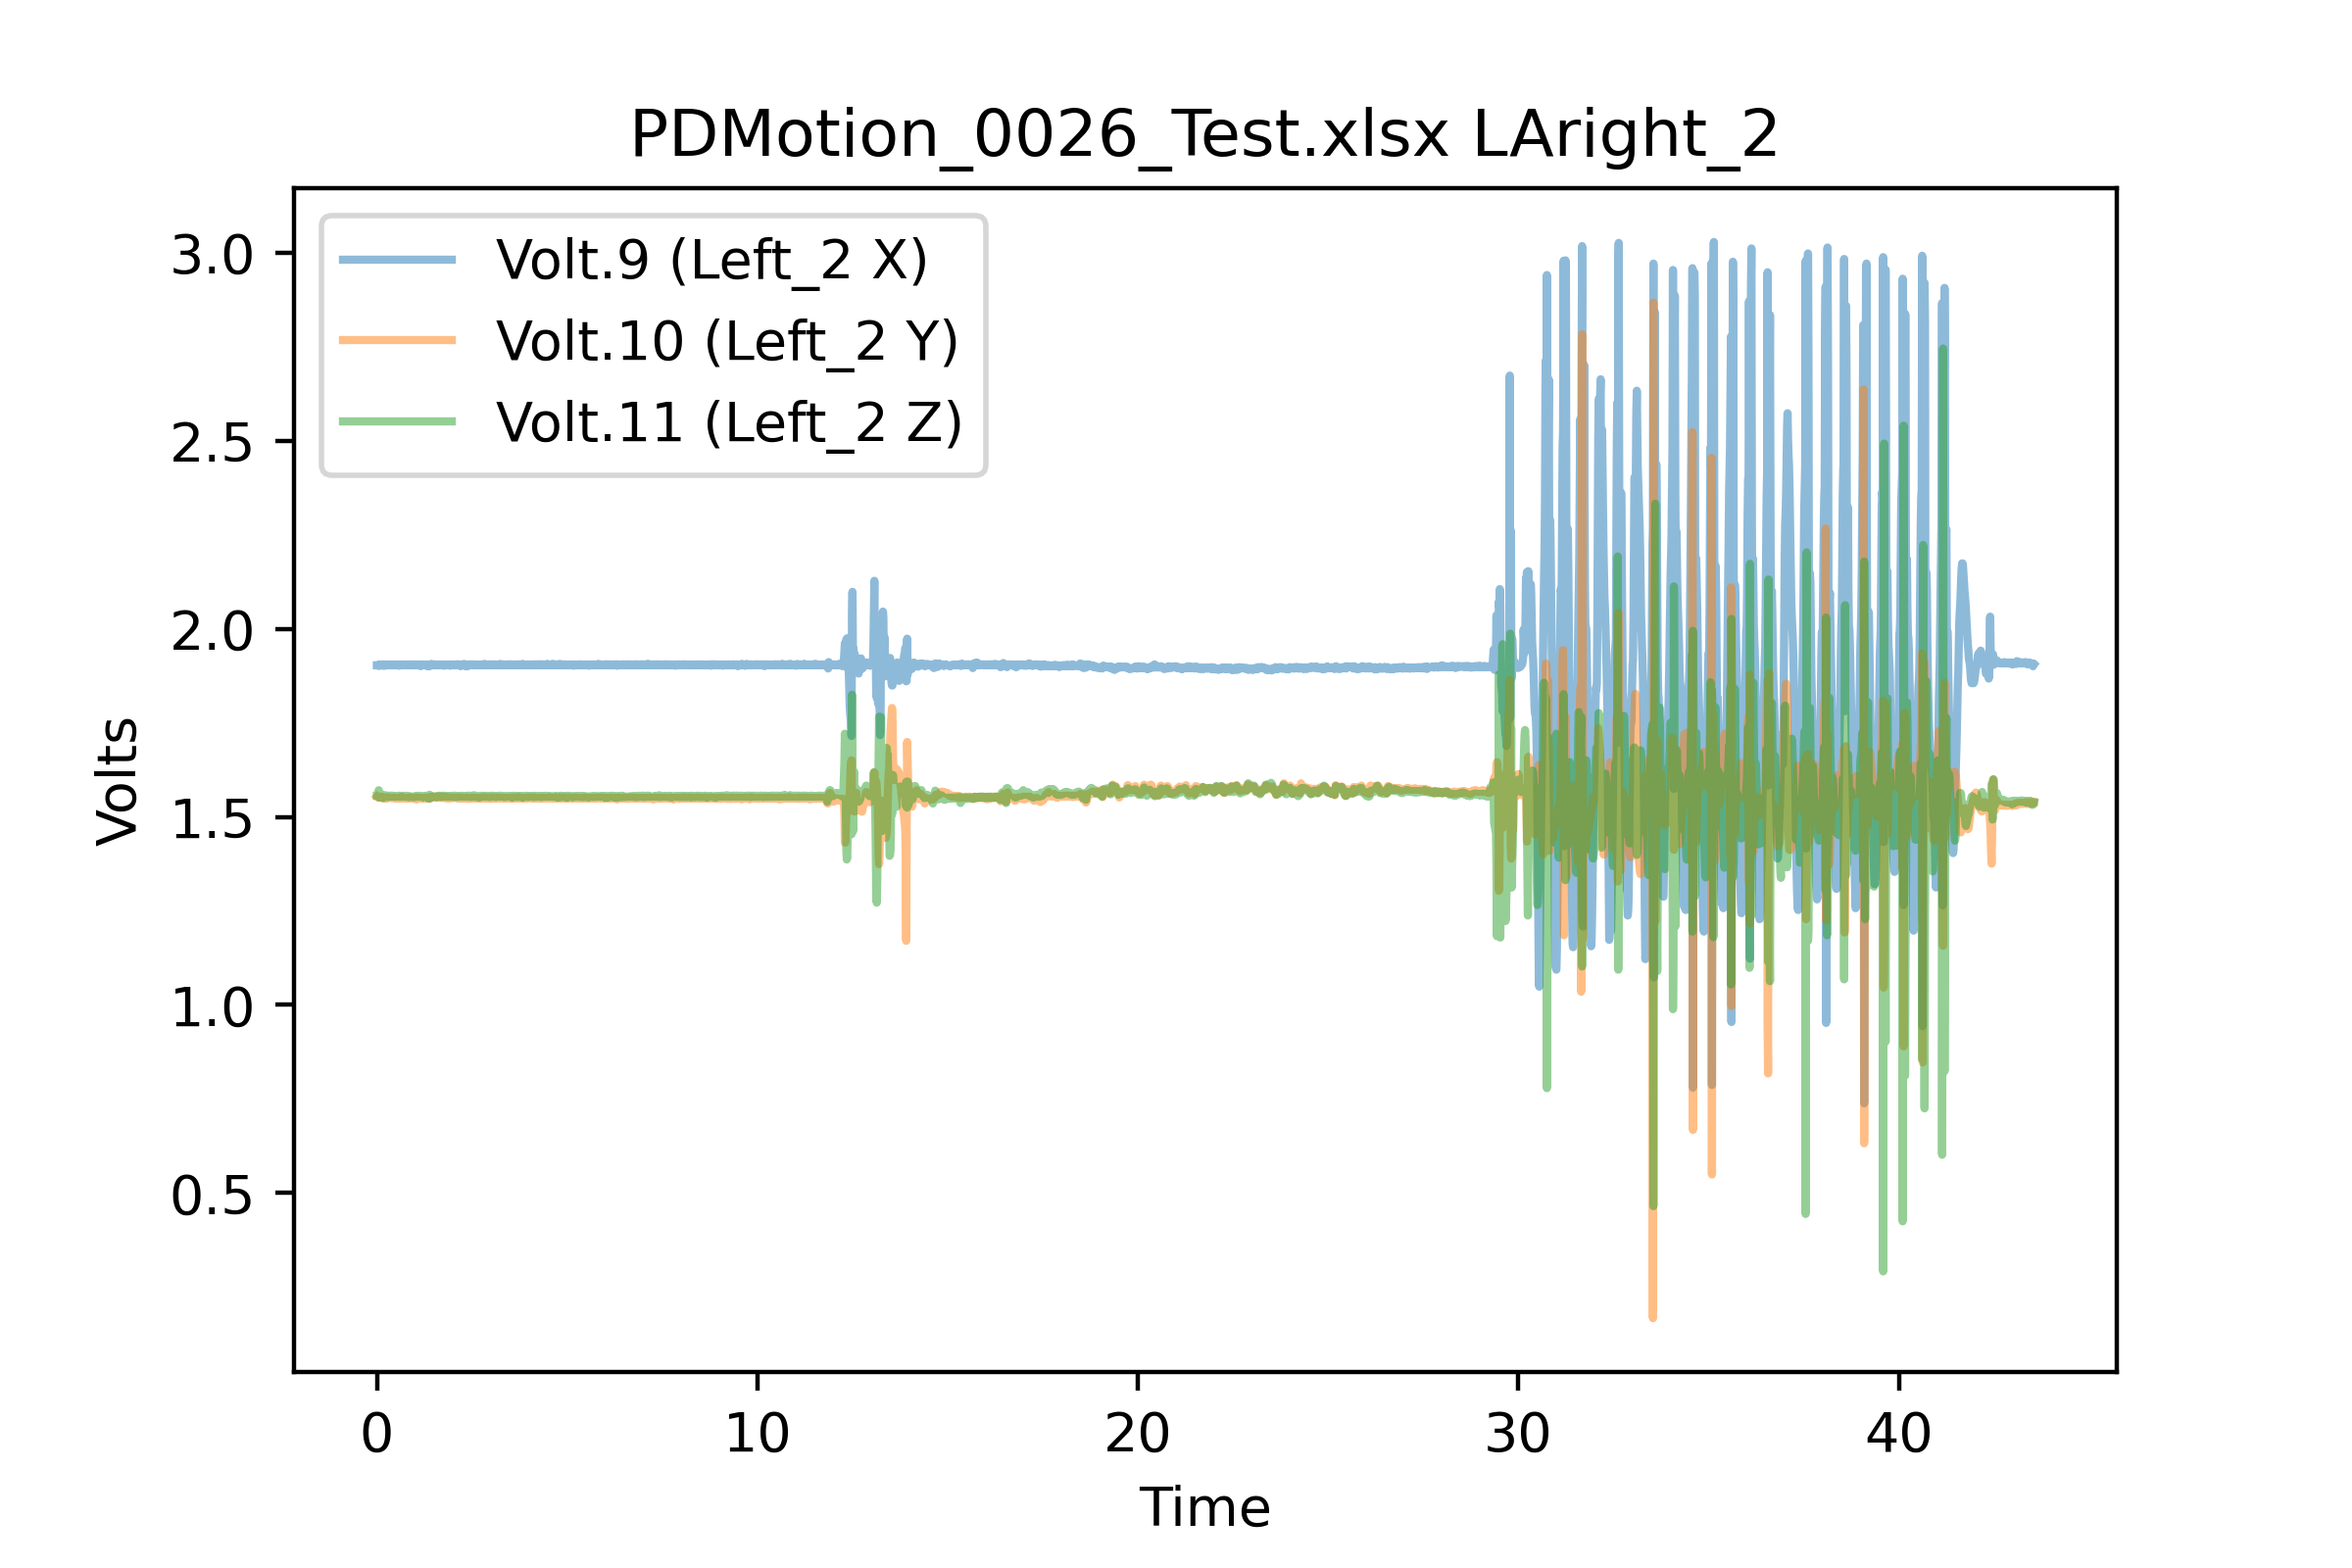 PDMotion_0026_Test.xlsx LAright_2
Volt.9 (Left_2 X)
Volt.10 (Left_2 Y)
Volt.11 (Left_2 Z)
3.0
2.5
2.0
1.5
1.0
0.5
Volts
0 10 20 30 40
Time